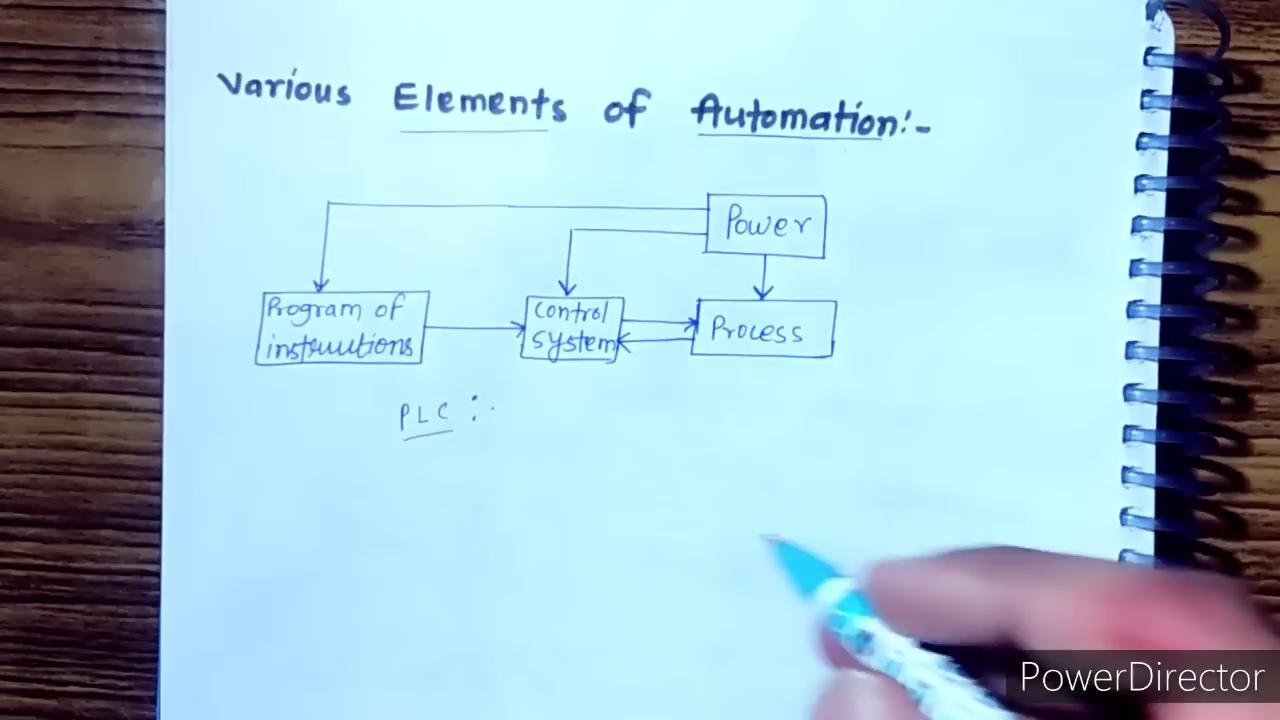 Various Elements of Automation:-
Power
Program of
instructions
control
system
Process
PLC :-
PowerDirector